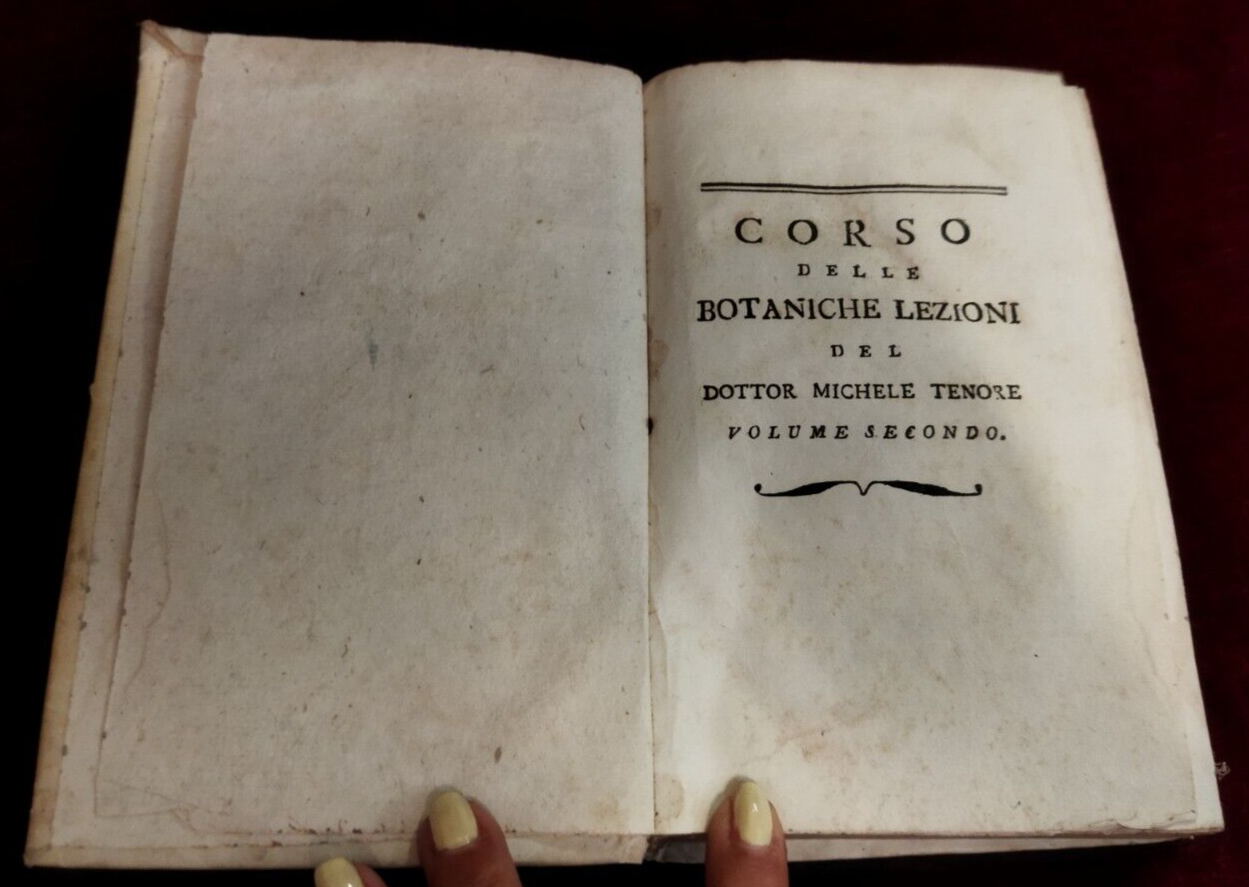 CORSO
DELLE
BOTANICHE LEZIONI
DEL
DOTTOR MICHELE TENORE
VOLUME SECONDO.